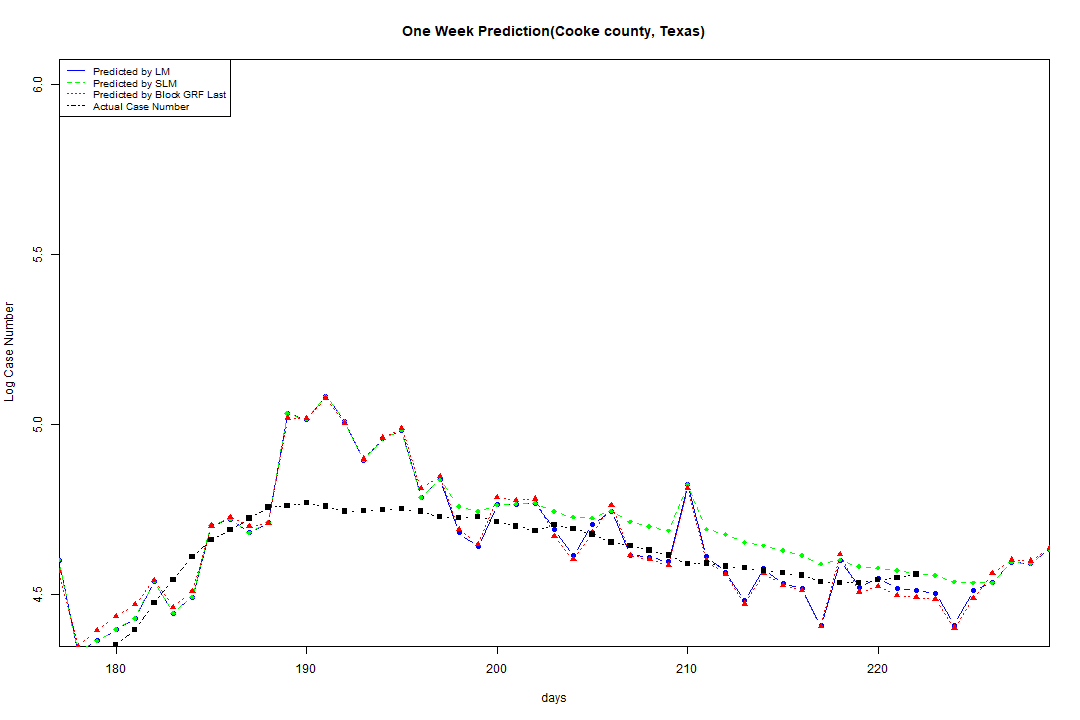 One Week Prediction(Cooke county, Texas)
Predicted by LM
Predicted by SLM
Predicted by Block GRF Last
Actual Case Number
6.0
5.5
5.0
4.5
Log Case Number
180
190
200
210
220
days